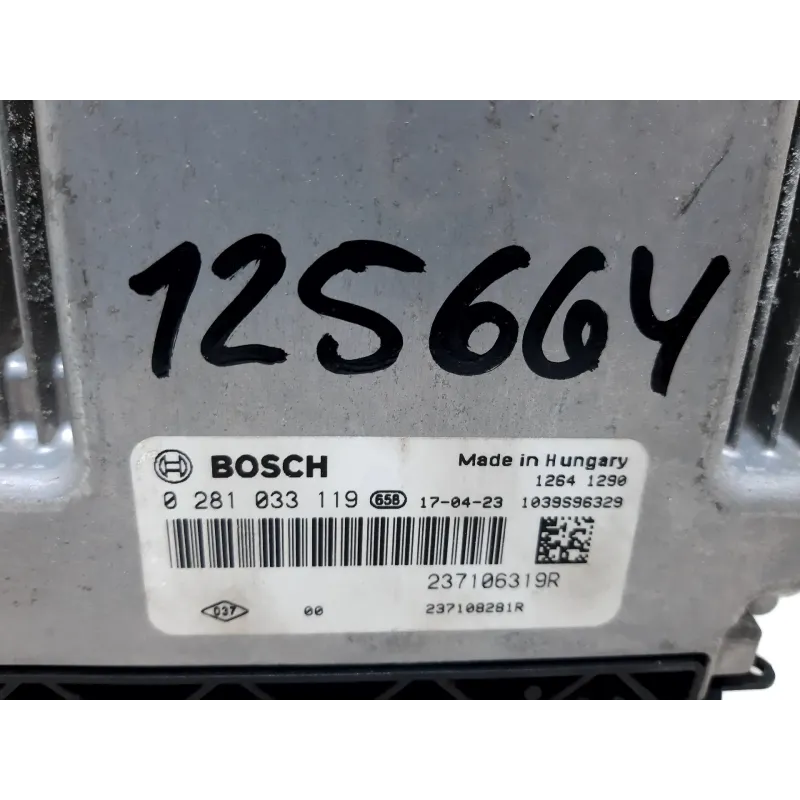 12566Y
BOSCH
Made in Hungary
1264 1290
0 281 033 119 658 17-04-23 1039S96329
237106319R
037 00 237108281R